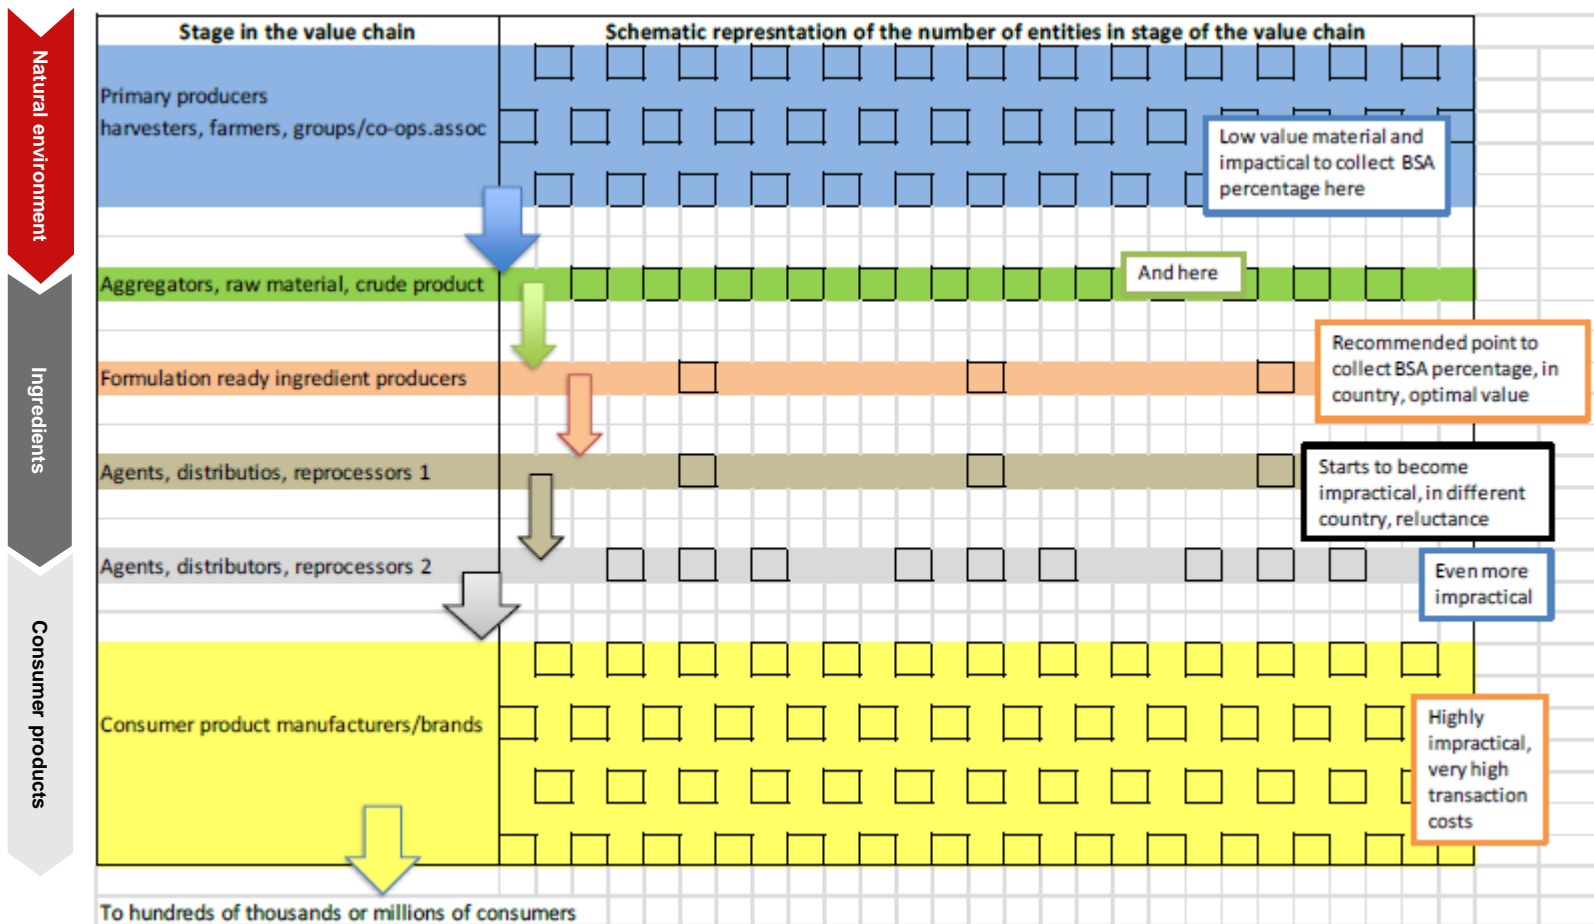 Natural environment
Ingredients
Consumer products
Stage in the value chain
Schematic represntation of the number of entities in stage of the value chain
Primary producers
harvesters, farmers, groups/co-ops.assoc
Low value material and
impactical to collect BSA
percentage here
Aggregators, raw material, crude product
And here
Formulation ready ingredient producers
Recommended point to
collect BSA percentage, in
country, optimal value
Agents, distributios, reprocessors 1
Starts to become
impractical, in different
country, reluctance
Agents, distributors, reprocessors 2
Even more
impractical
Consumer product manufacturers/brands
Highly
impractical,
very high
transaction
costs
To hundreds of thousands or millions of consumers